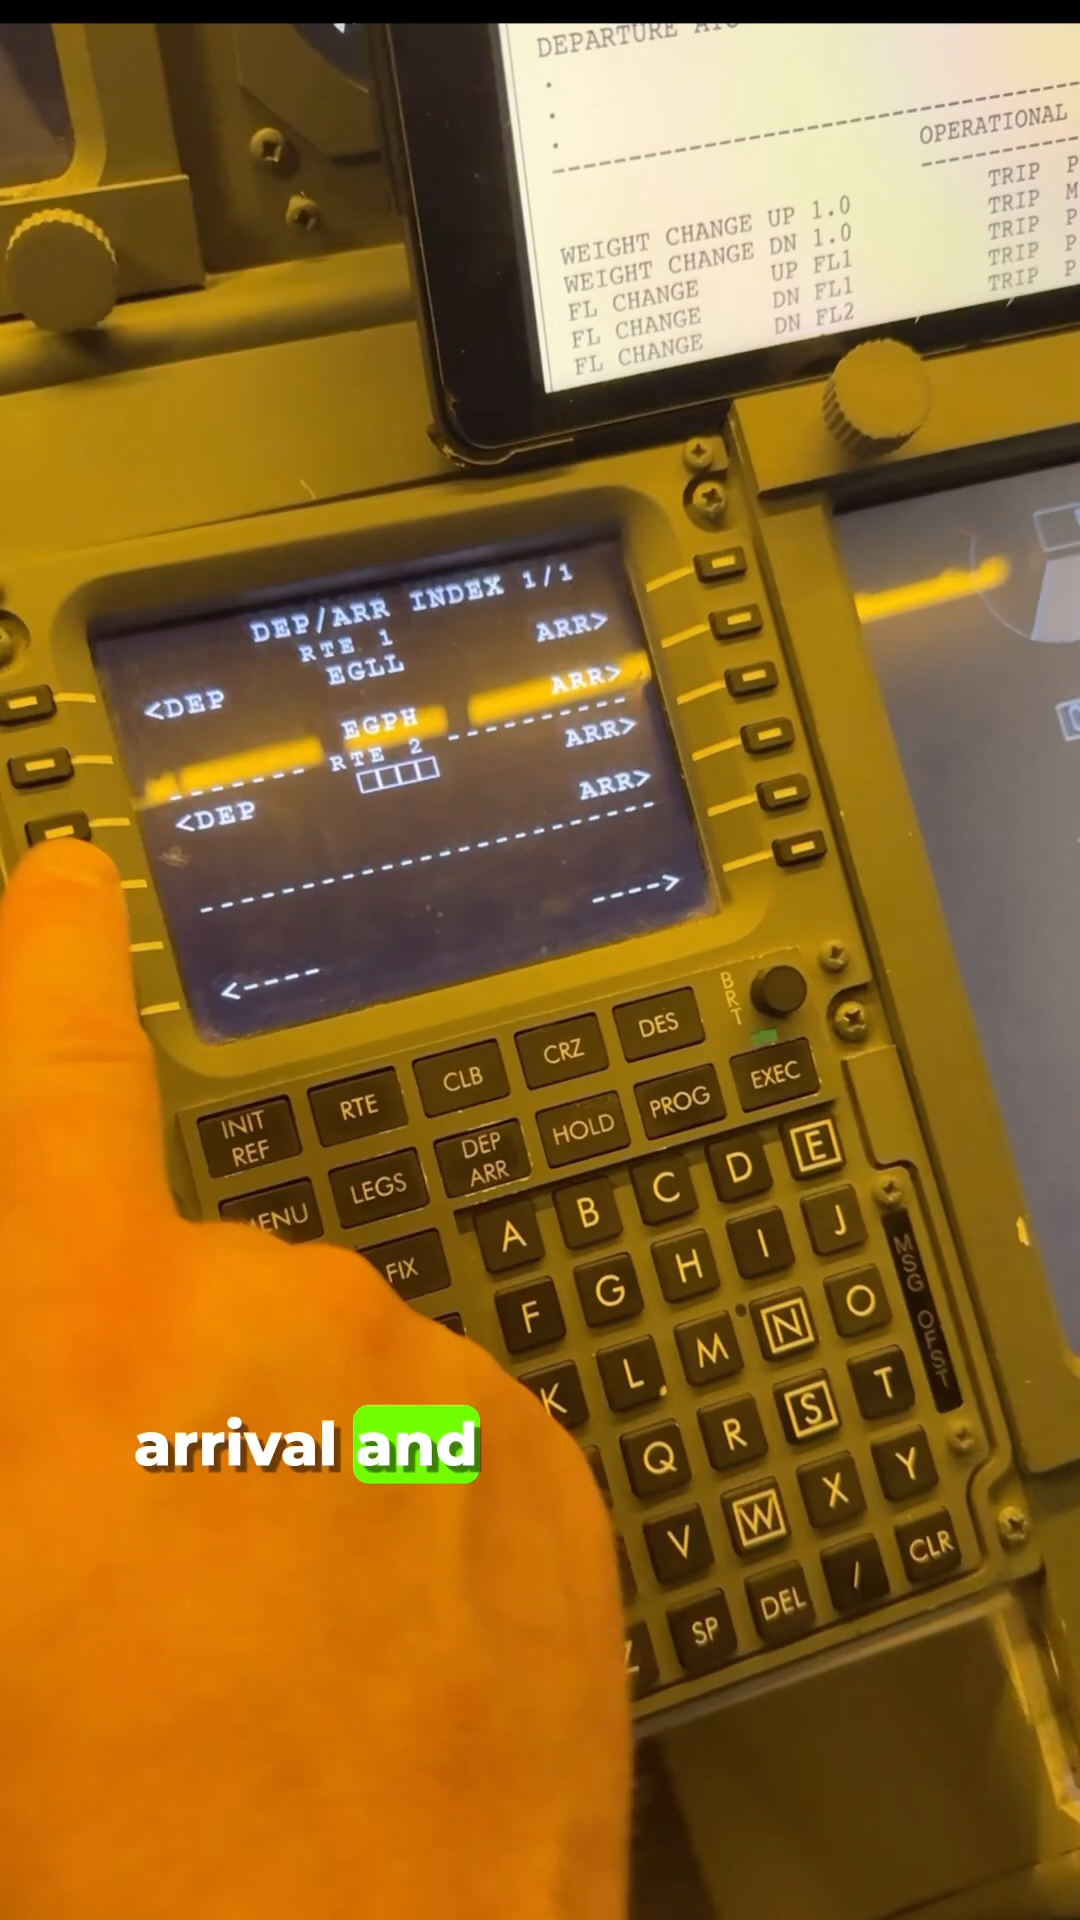 DEPARTURE
OPERATIONAL
WEIGHT CHANGE UP 1.0 TRIP P
WEIGHT CHANGE DN 1.0 TRIP M
FL CHANGE UP FL1 TRIP P
FL CHANGE DN FL1 TRIP P
FL CHANGE DN FL2 TRIP P
DEP/ARR INDEX 1/1
RTE 1
<DEP EGLL ARR>
EGPH ARR>
RTE 2
<DEP □□□□ ARR>
ARR>
<---- ---->
BRT
INIT REF RTE CLB CRZ DES
MENU LEGS DEP ARR HOLD PROG EXEC
FIX
A B C D E
F G H I J
K L M N O
Q R S T
V W X Y
Z SP DEL / CLR
MSG OFST
arrival and